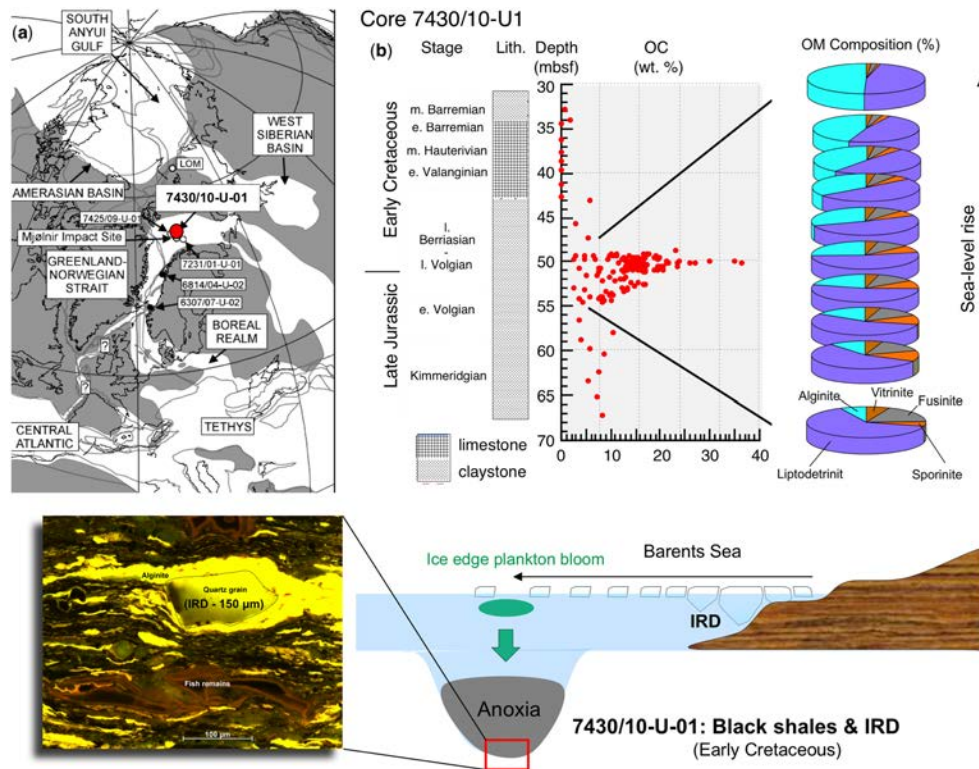 (a)
SOUTH
ANYUI
GULF
WEST
SIBERIAN
BASIN
LOM
AMERASIAN BASIN
7430/10-U-01
7425/09-U-01
Mjølnir Impact Site
GREENLAND-
NORWEGIAN
STRAIT
7231/01-U-01
6814/04-U-02
6307/07-U-02
BOREAL
REALM
?
?
CENTRAL
ATLANTIC
TETHYS
Core 7430/10-U1
(b) Stage Lith. Depth OC
(mbsf) (wt. %)
OM Composition (%)
Early Cretaceous
Late Jurassic
m. Barremian
e. Barremian
m. Hauterivian
e. Valanginian
l.
Berriasian
-
l. Volgian
e. Volgian
Kimmeridgian
30
35
40
45
50
55
60
65
70
0 10 20 30 40
limestone
claystone
Sea-level rise
Alginite Vitrinite Fusinite
Liptodetrinit Sporinite
Alginite
Quartz grain
(IRD - 150 µm)
Fish remains
100 µm
Ice edge plankton bloom
Barents Sea
IRD
Anoxia
7430/10-U-01: Black shales & IRD
(Early Cretaceous)